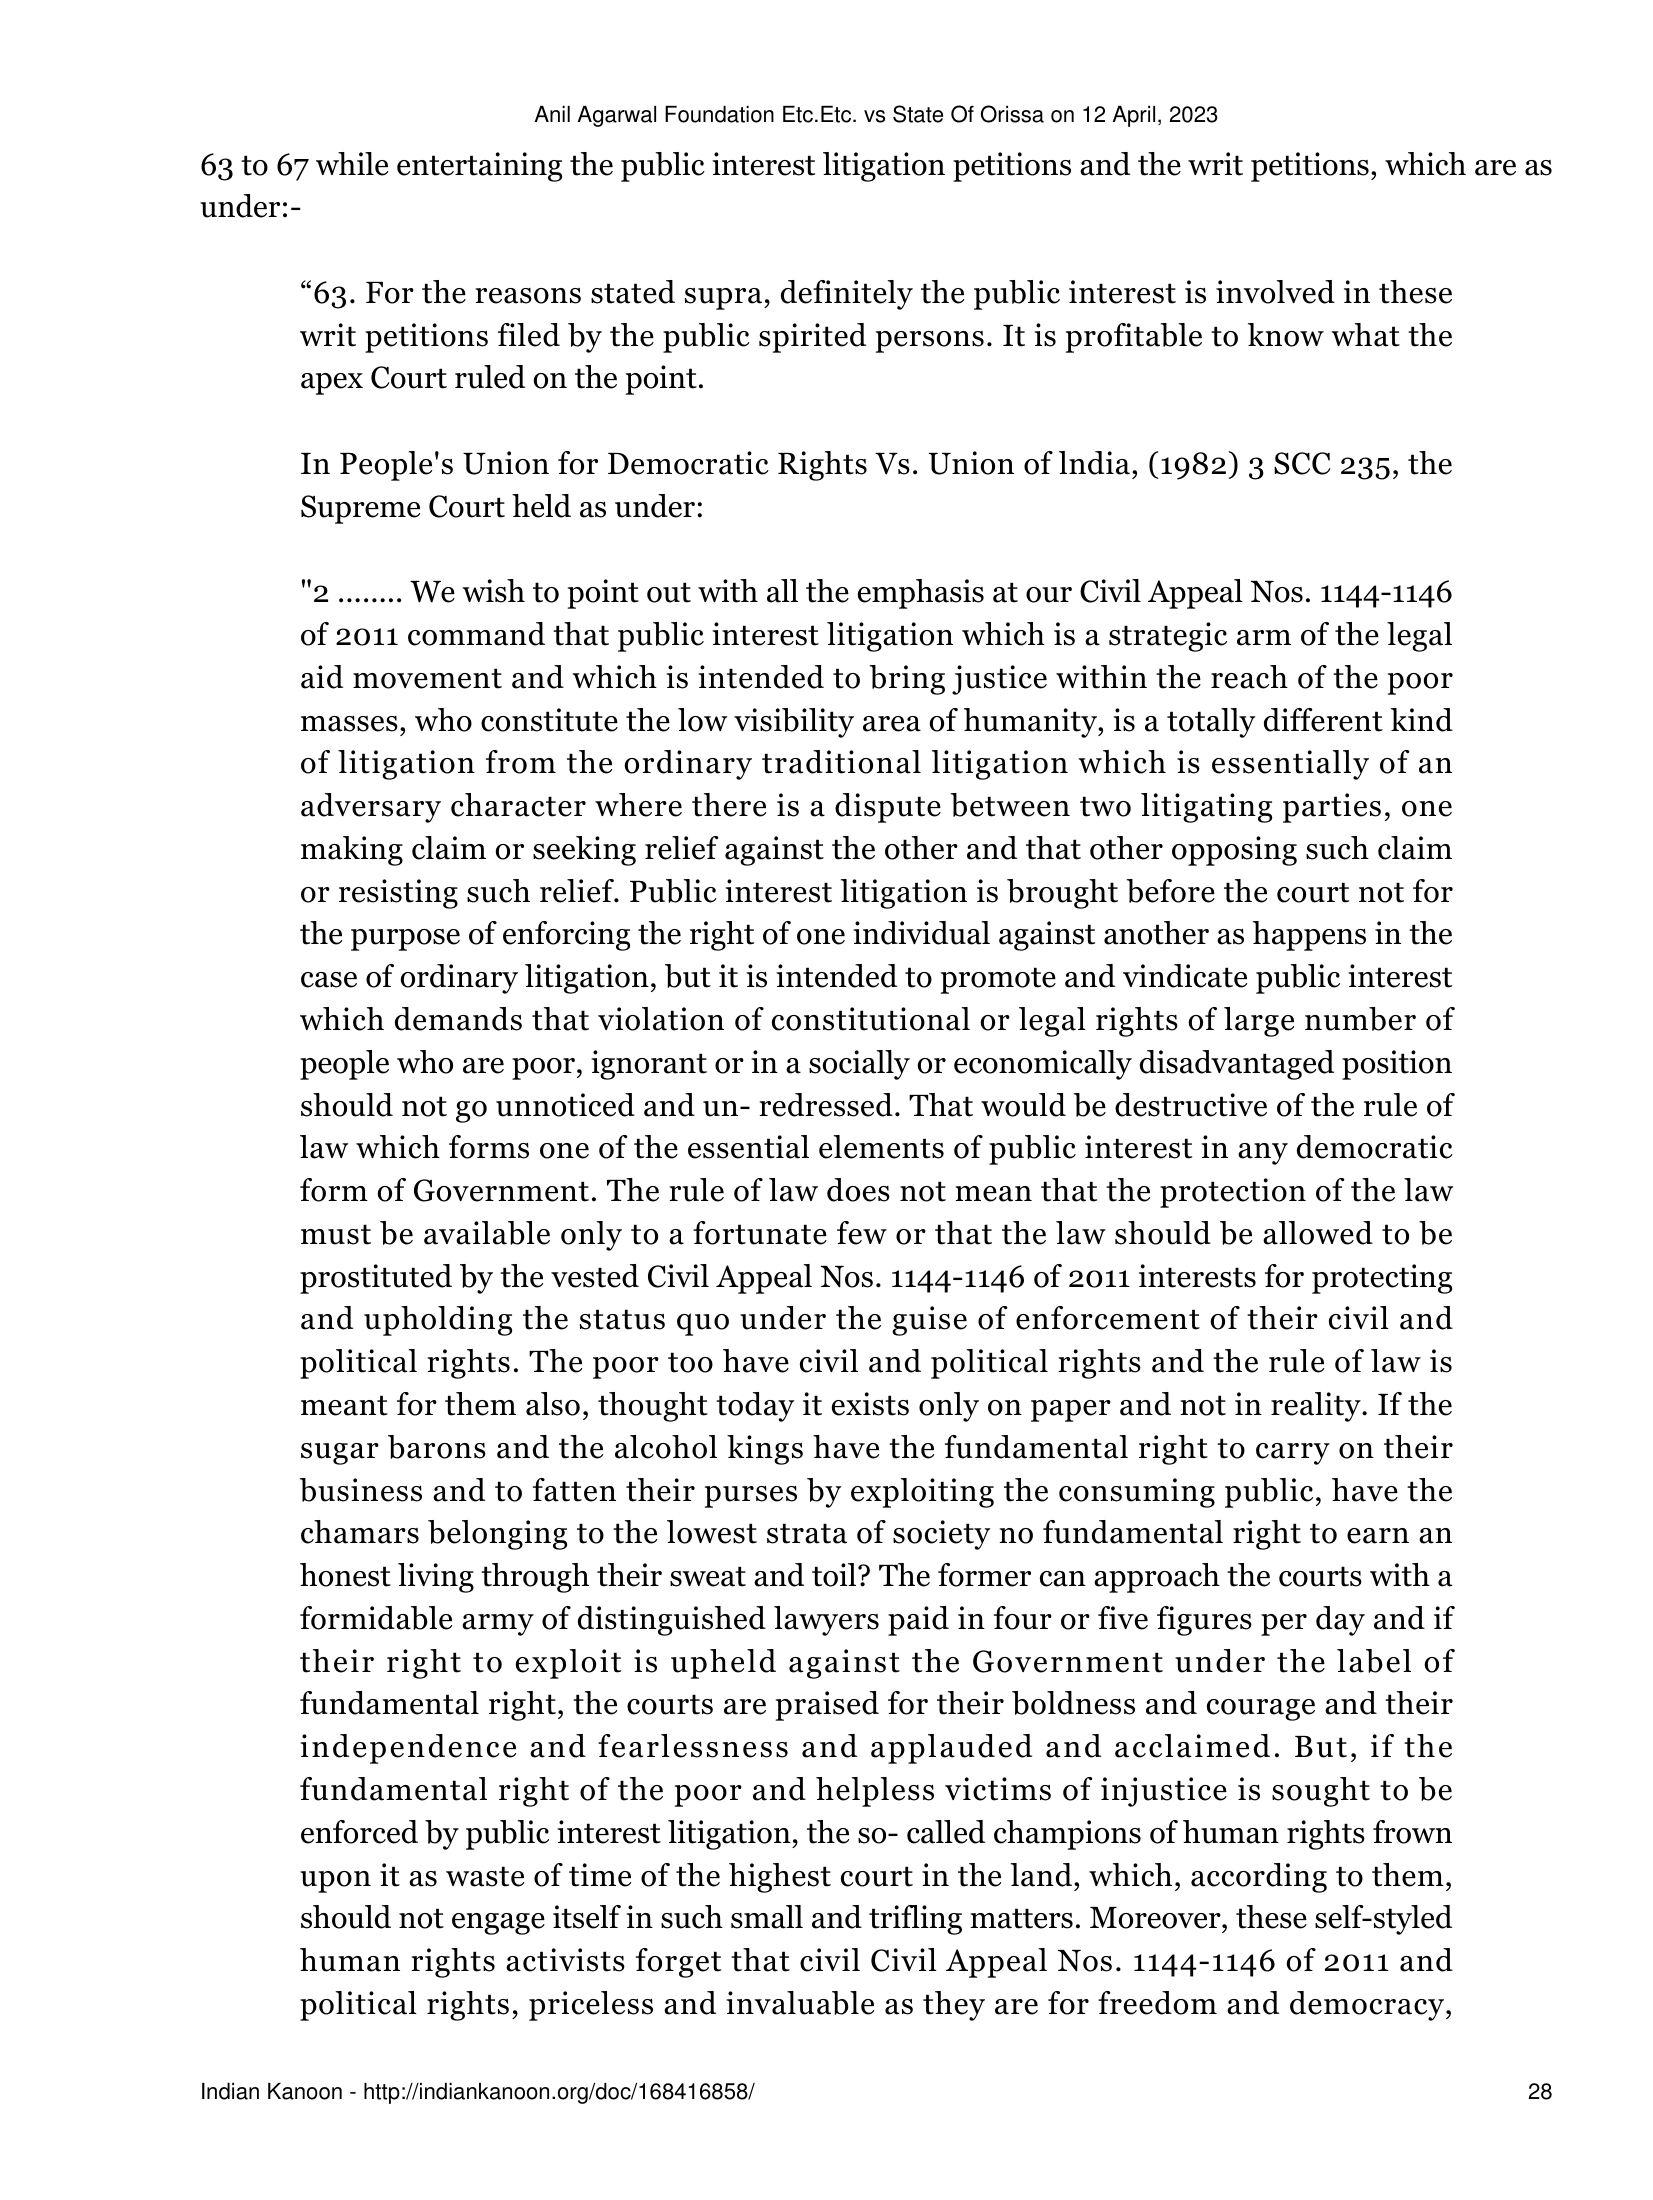 Anil Agarwal Foundation Etc.Etc. vs State Of Orissa on 12 April, 2023
63 to 67 while entertaining the public interest litigation petitions and the writ petitions, which are as
under:-
“63. For the reasons stated supra, definitely the public interest is involved in these
writ petitions filed by the public spirited persons. It is profitable to know what the
apex Court ruled on the point.
In People's Union for Democratic Rights Vs. Union of lndia, (1982) 3 SCC 235, the
Supreme Court held as under:
"2 ........ We wish to point out with all the emphasis at our Civil Appeal Nos. 1144-1146
of 2011 command that public interest litigation which is a strategic arm of the legal
aid movement and which is intended to bring justice within the reach of the poor
masses, who constitute the low visibility area of humanity, is a totally different kind
of litigation from the ordinary traditional litigation which is essentially of an
adversary character where there is a dispute between two litigating parties, one
making claim or seeking relief against the other and that other opposing such claim
or resisting such relief. Public interest litigation is brought before the court not for
the purpose of enforcing the right of one individual against another as happens in the
case of ordinary litigation, but it is intended to promote and vindicate public interest
which demands that violation of constitutional or legal rights of large number of
people who are poor, ignorant or in a socially or economically disadvantaged position
should not go unnoticed and un- redressed. That would be destructive of the rule of
law which forms one of the essential elements of public interest in any democratic
form of Government. The rule of law does not mean that the protection of the law
must be available only to a fortunate few or that the law should be allowed to be
prostituted by the vested Civil Appeal Nos. 1144-1146 of 2011 interests for protecting
and upholding the status quo under the guise of enforcement of their civil and
political rights. The poor too have civil and political rights and the rule of law is
meant for them also, thought today it exists only on paper and not in reality. If the
sugar barons and the alcohol kings have the fundamental right to carry on their
business and to fatten their purses by exploiting the consuming public, have the
chamars belonging to the lowest strata of society no fundamental right to earn an
honest living through their sweat and toil? The former can approach the courts with a
formidable army of distinguished lawyers paid in four or five figures per day and if
their right to exploit is upheld against the Government under the label of
fundamental right, the courts are praised for their boldness and courage and their
independence and fearlessness and applauded and acclaimed. But, if the
fundamental right of the poor and helpless victims of injustice is sought to be
enforced by public interest litigation, the so- called champions of human rights frown
upon it as waste of time of the highest court in the land, which, according to them,
should not engage itself in such small and trifling matters. Moreover, these self-styled
human rights activists forget that civil Civil Appeal Nos. 1144-1146 of 2011 and
political rights, priceless and invaluable as they are for freedom and democracy,
Indian Kanoon - http://indiankanoon.org/doc/168416858/ 28